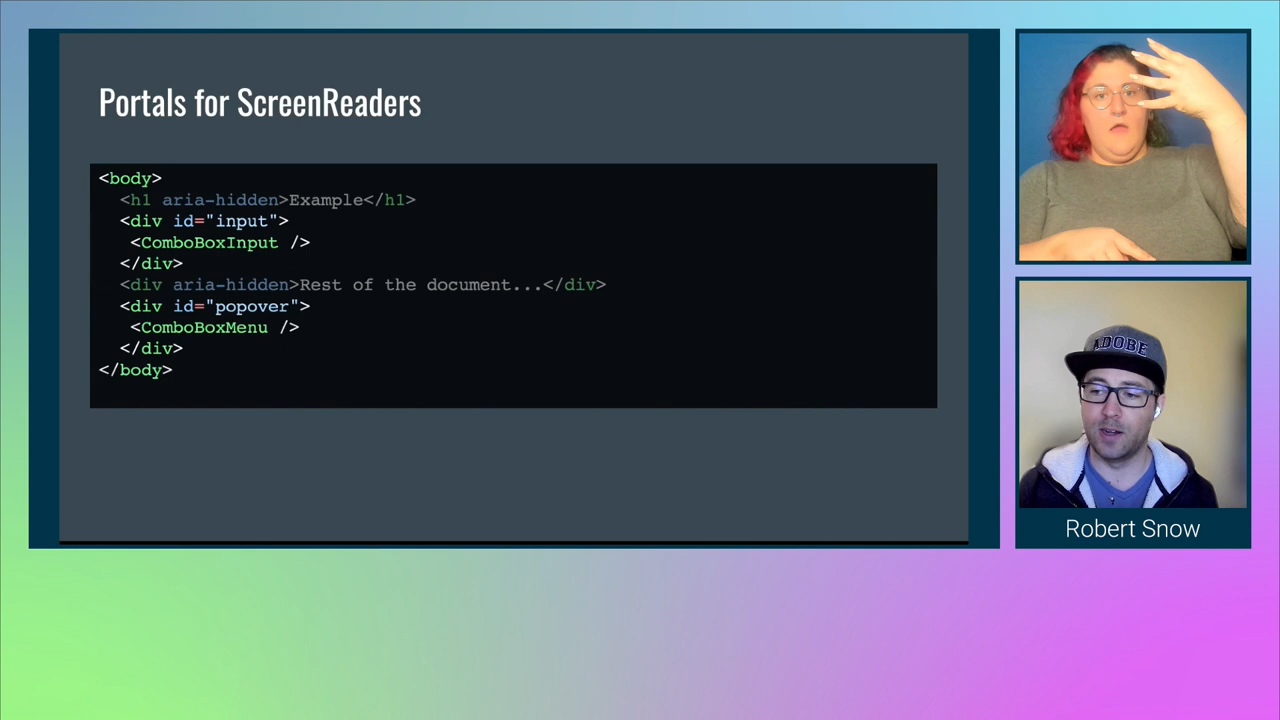 Portals for ScreenReaders
<body>
<h1 aria-hidden>Example</h1>
<div id="input">
<ComboBoxInput />
</div>
<div aria-hidden>Rest of the document...</div>
<div id="popover">
<ComboBoxMenu />
</div>
</body>
ADOBE
Robert Snow